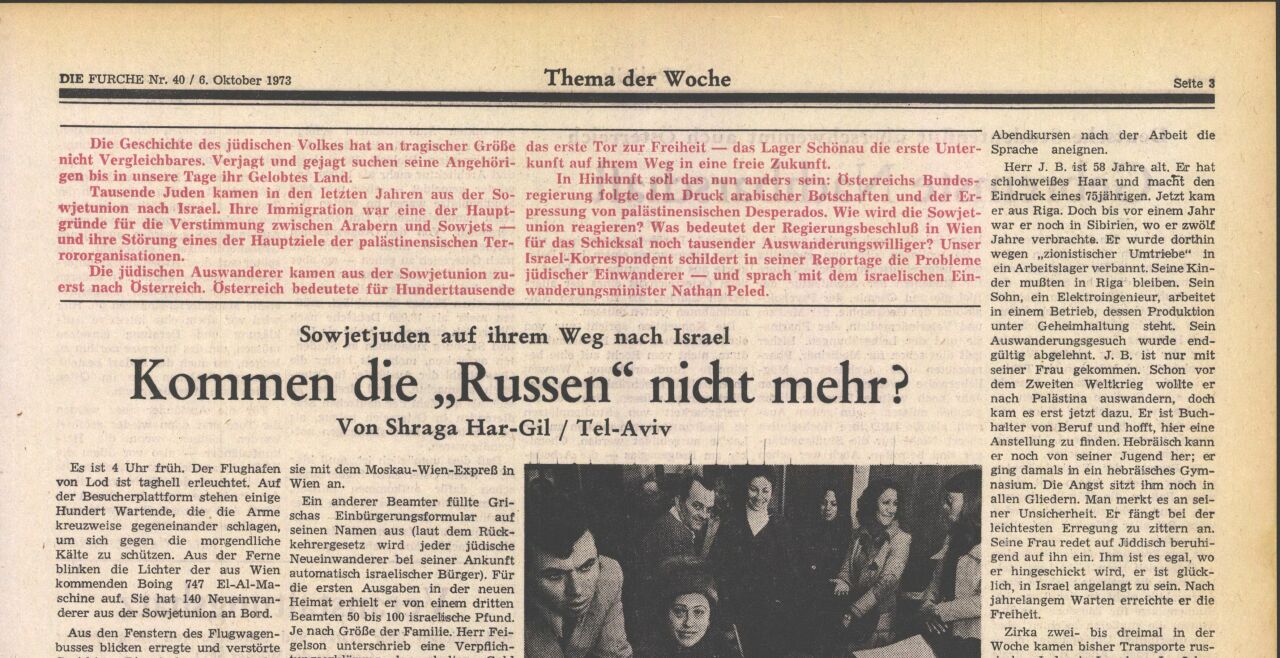 DIE FURCHE Nr. 40 / 6. Oktober 1973
Thema der Woche
Seite 3
Die Geschichte des jüdischen Volkes hat an tragischer Größe
nicht Vergleichbares. Verjagt und gejagt suchen seine Angehöri-
gen bis in unsere Tage ihr Gelobtes Land.
Tausende Juden kamen in den letzten Jahren aus der So-
wjetunion nach Israel. Ihre Immigration war eine der Haupt-
gründe für die Verstimmung zwischen Arabern und Sowjets —
und ihre Störung eines der Hauptziele der palästinensischen Ter-
rororganisationen.
Die jüdischen Auswanderer kamen aus der Sowjetunion zu-
erst nach Österreich. Österreich bedeutete für Hunderttausende
das erste Tor zur Freiheit — das Lager Schönau die erste Unter-
kunft auf ihrem Weg in eine freie Zukunft.
In Hinkunft soll das nun anders sein: Österreichs Bundes-
regierung folgte dem Druck arabischer Botschaften und der Er-
pressung von palästinensischen Desperados. Wie wird die Sowjet-
union reagieren? Was bedeutet der Regierungsbeschluß in Wien
für das Schicksal noch tausender Auswanderungswilliger? Unser
Israel-Korrespondent schildert in seiner Reportage die Probleme
jüdischer Einwanderer — und sprach mit dem israelischen Ein-
wanderungsminister Nathan Peled.
Sowjetjuden auf ihrem Weg nach Israel
Kommen die „Russen“ nicht mehr?
Von Shraga Har-Gil / Tel-Aviv
Es ist 4 Uhr früh. Der Flughafen
von Lod ist taghell erleuchtet. Auf
der Besucherplattform stehen einige
Hundert Wartende, die die Arme
kreuzweise gegeneinander schlagen,
um sich gegen die morgendliche
Kälte zu schützen. Aus der Ferne
blinken die Lichter der aus Wien
kommenden Boing 747 El-Al-Ma-
schine auf. Sie hat 140 Neueinwan-
derer aus der Sowjetunion an Bord.
Aus den Fenstern des Flugwagen-
busses blicken erregte und verstörte
sie mit dem Moskau-Wien-Expreß in
Wien an.
Ein anderer Beamter füllte Gri-
schas Einbürgerungsformular auf
seinen Namen aus (laut dem Rück-
kehrergesetz wird jeder jüdische
Neueinwanderer bei seiner Ankunft
automatisch israelischer Bürger). Für
die ersten Ausgaben in der neuen
Heimat erhielt er von einem dritten
Beamten 50 bis 100 israelische Pfund.
Je nach Größe der Familie. Herr Fei-
gelson unterschrieb eine Verpflich-
Abendkursen nach der Arbeit die
Sprache aneignen.
Herr J. B. ist 58 Jahre alt. Er hat
schlohweißes Haar und macht den
Eindruck eines 75jährigen. Jetzt kam
er aus Riga. Doch bis vor einem Jahr
war er noch in Sibirien, wo er zwölf
Jahre verbrachte. Er wurde dorthin
wegen „zionistischer Umtriebe“ in
ein Arbeitslager verbannt. Seine Kin-
der mußten in Riga bleiben. Sein
Sohn, ein Elektroingenieur, arbeitet
in einem Betrieb, dessen Produktion
unter Geheimhaltung steht. Sein
Auswanderungsgesuch wurde end-
gültig abgelehnt. J. B. ist nur mit
seiner Frau gekommen. Schon vor
dem Zweiten Weltkrieg wollte er
nach Palästina auswandern, doch
kam es erst jetzt dazu. Er ist Buch-
halter von Beruf und hofft, hier eine
Anstellung zu finden. Hebräisch kann
er noch von seiner Jugend her; er
ging damals in ein hebräisches Gym-
nasium. Die Angst sitzt ihm noch in
allen Gliedern. Man merkt es an sei-
ner Unsicherheit. Er fängt bei der
leichtesten Erregung zu zittern an.
Seine Frau redet auf Jiddisch beruhi-
gend auf ihn ein. Ihm ist es egal, wo
er hingeschickt wird, er ist glück-
lich, in Israel angelangt zu sein. Nach
jahrelangem Warten erreichte er die
Freiheit.
Zirka zwei- bis dreimal in der
Woche kamen bisher Transporte rus-